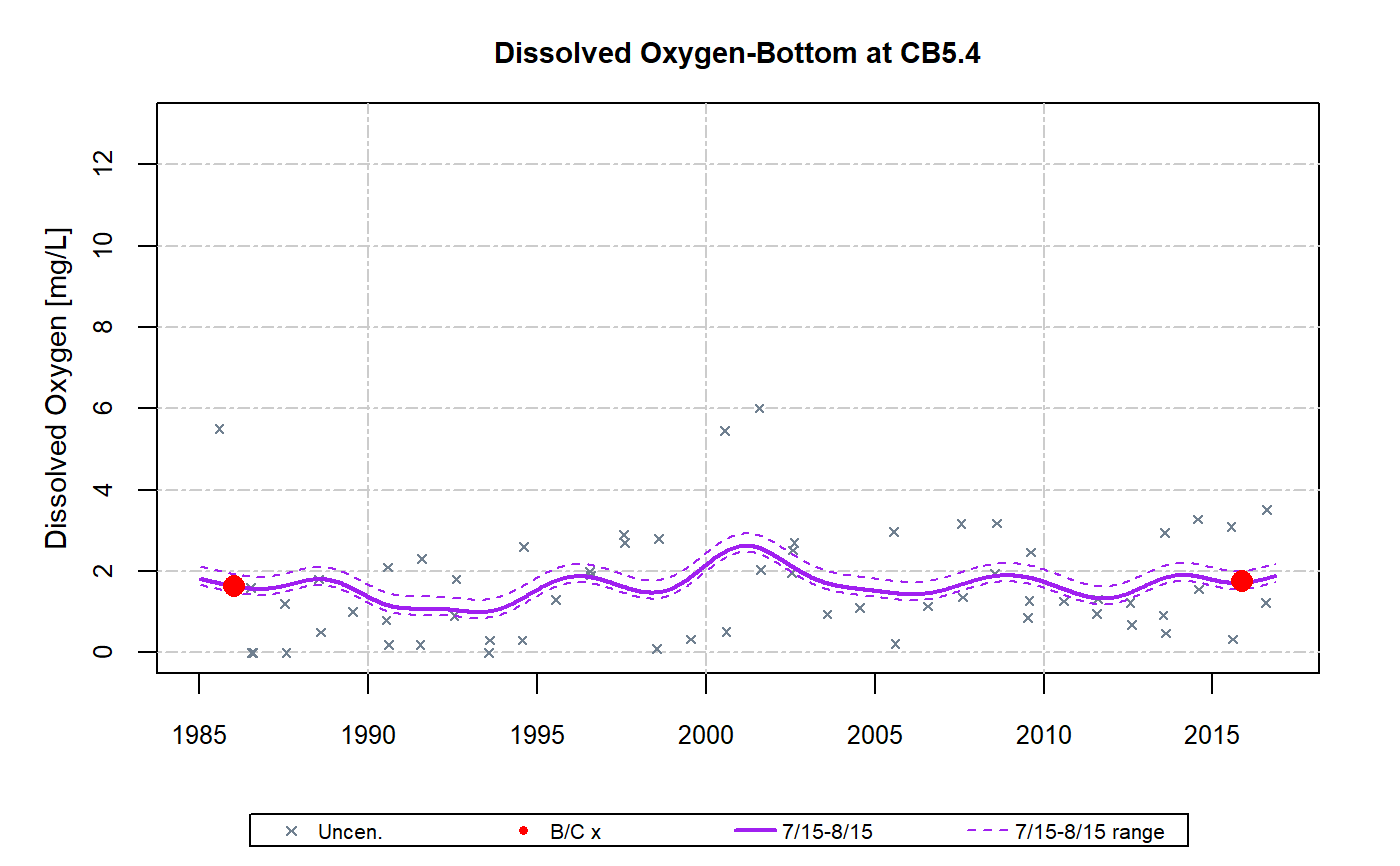 Dissolved Oxygen-Bottom at CB5.4
Dissolved Oxygen [mg/L]
12
10
8
6
4
2
0
1985 1990 1995 2000 2005 2010 2015
Uncen. B/C x 7/15-8/15 7/15-8/15 range